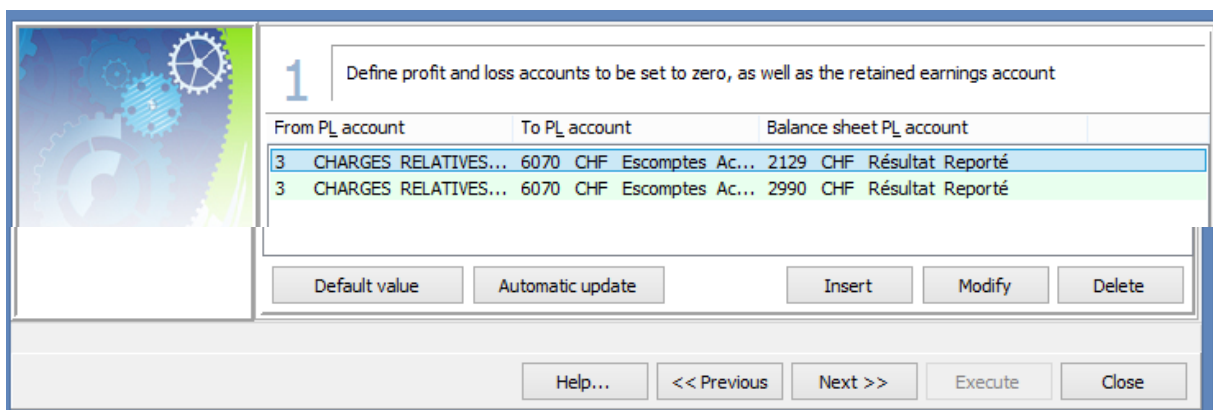 1
Define profit and loss accounts to be set to zero, as well as the retained earnings account
From PL account To PL account Balance sheet PL account
3 CHARGES RELATIVES... 6070 CHF Escomptes Ac... 2129 CHF Résultat Reporté
3 CHARGES RELATIVES... 6070 CHF Escomptes Ac... 2990 CHF Résultat Reporté
Default value Automatic update Insert Modify Delete
Help... << Previous Next >> Execute Close